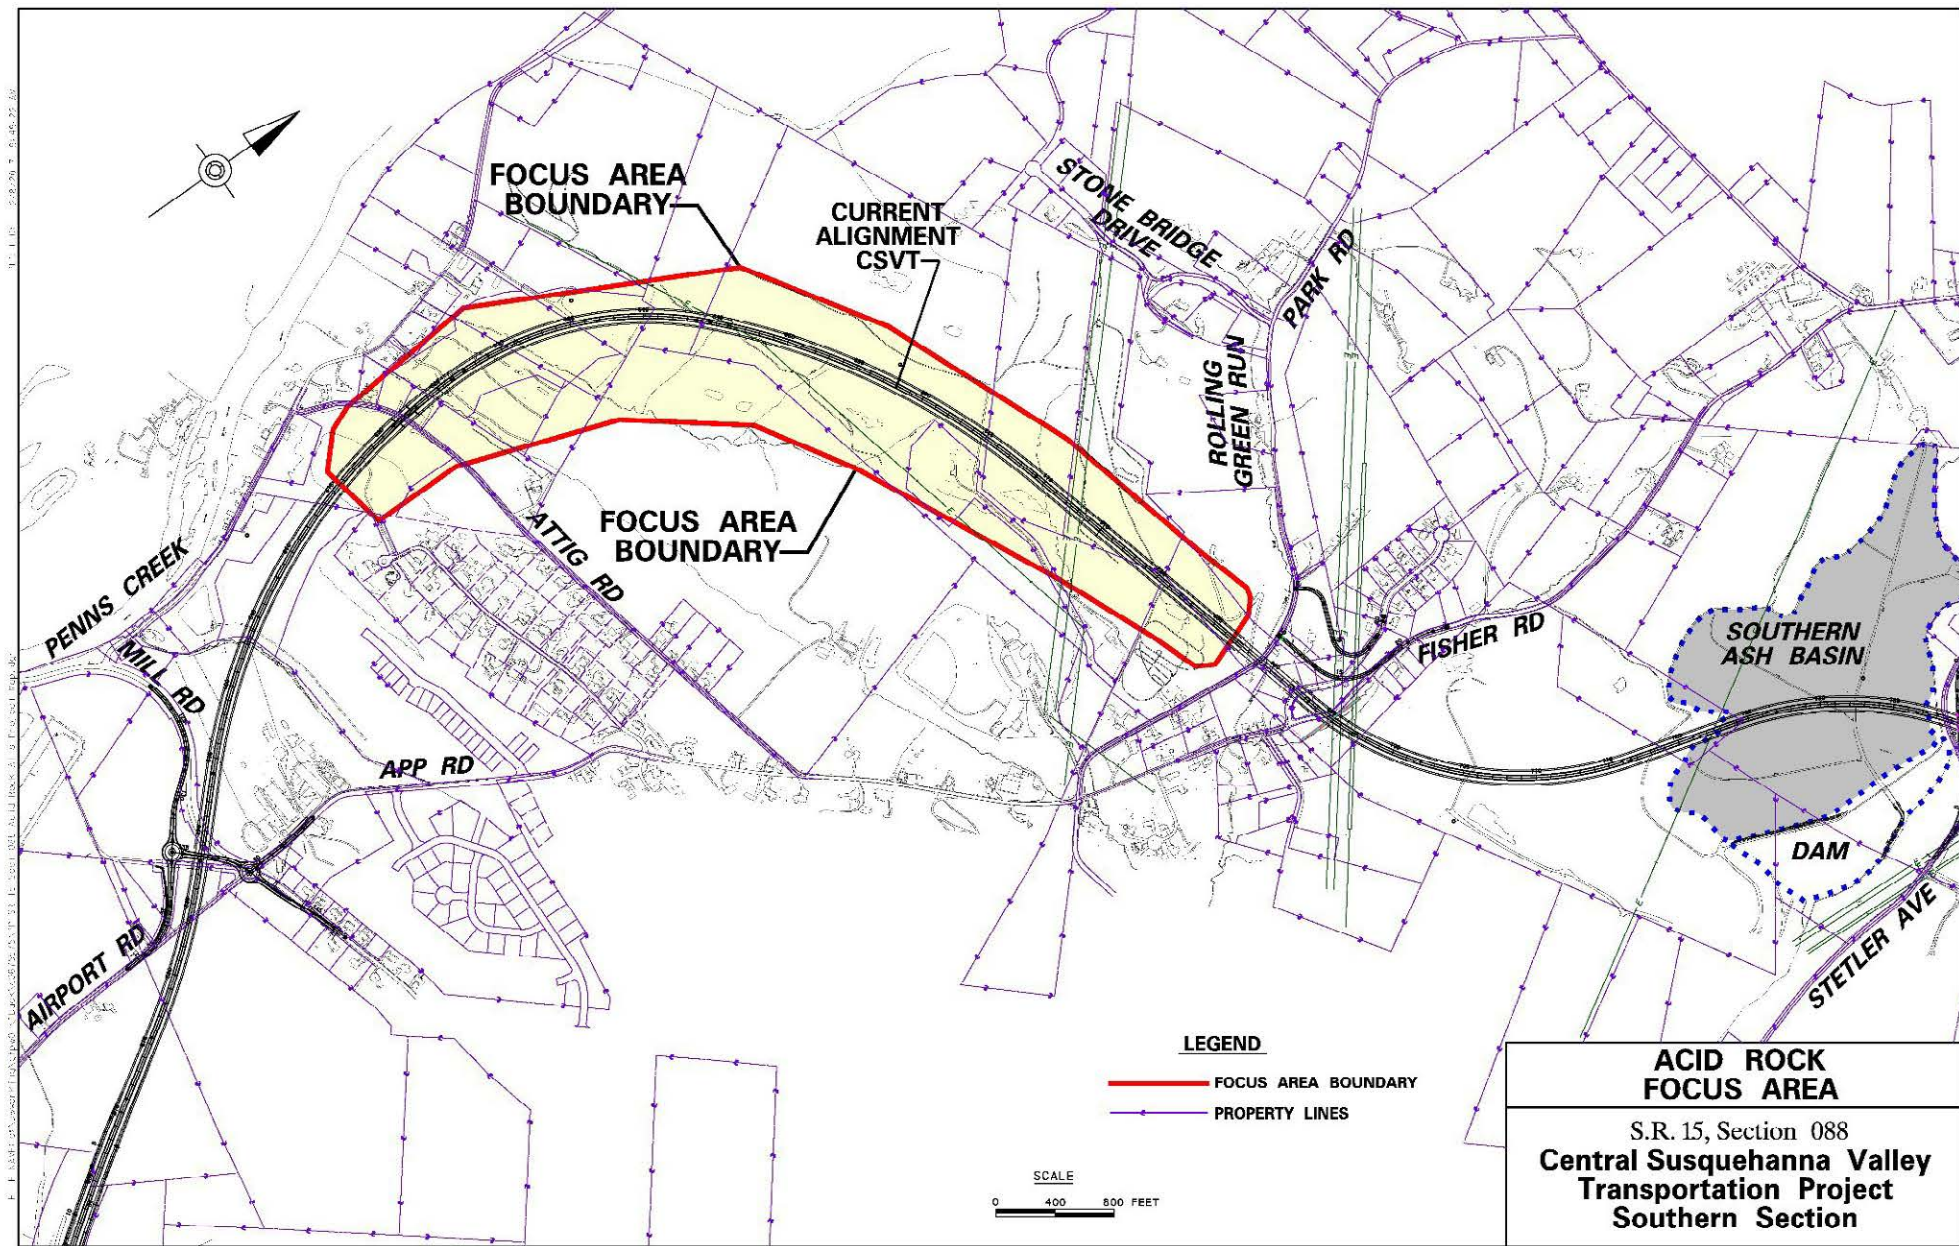 FOCUS AREA
BOUNDARY
CURRENT
ALIGNMENT
CSVT
STONE BRIDGE
DRIVE
PARK RD
ROLLING
GREEN RUN
FOCUS AREA
BOUNDARY
ATTIG RD
PENNS CREEK
MILL RD
FISHER RD
SOUTHERN
ASH BASIN
APP RD
DAM
AIRPORT RD
STETLER AVE
LEGEND
FOCUS AREA BOUNDARY
PROPERTY LINES
SCALE
0 400 800 FEET
ACID ROCK
FOCUS AREA
S.R. 15, Section 088
Central Susquehanna Valley
Transportation Project
Southern Section